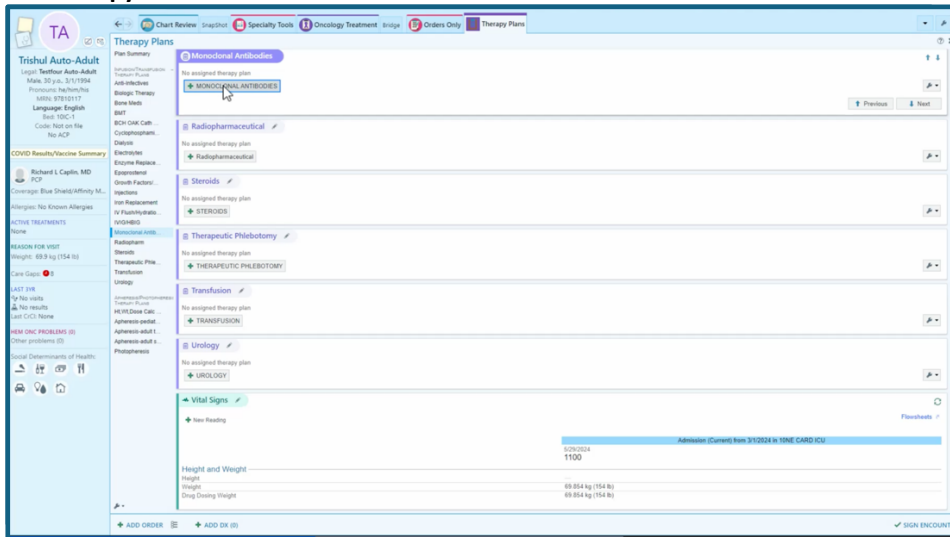 TA
Trishul Auto-Adult
Legal: Testfour Auto-Adult
Male, 30 y.o., 3/1/1994
Pronouns: he/him/his
MRN: 97810117
Language: English
Bed: 10IC-1
Code: Not on file
No ACP
COVID Results/Vaccine Summary
Richard L Caplin, MD
PCP
Coverage: Blue Shield/Affinity M...
Allergies: No Known Allergies
ACTIVE TREATMENTS
None
REASON FOR VISIT
Weight: 69.9 kg (154 lb)
Care Gaps: 8
LAST 3YR
No visits
No results
Last CrCl: None
HEM ONC PROBLEMS (0)
Other problems (0)
Social Determinants of Health:
Chart Review SnapShot Specialty Tools Oncology Treatment Bridge Orders Only Therapy Plans
Therapy Plans
Plan Summary
Infusion/Transfusion
Therapy Plans
Anti-Infectives
Biologic Therapy
Bone Meds
BMT
BCH OAK Cath ...
Cyclophosphami...
Dialysis
Electrolytes
Enzyme Replace...
Epoprostenol
Growth Factors/...
Injections
Iron Replacement
IV Flush/Hydratio...
IVIG/HBIG
Monoclonal Antib...
Radiopharm
Steroids
Therapeutic Phle...
Transfusion
Urology
Apheresis/Photopheresis
Therapy Plans
Ht,Wt,Dose Calc ...
Apheresis-pediat...
Apheresis-adult t...
Apheresis-adult s...
Photopheresis
Monoclonal Antibodies
No assigned therapy plan
MONOCLONAL ANTIBODIES
Previous Next
Radiopharmaceutical
No assigned therapy plan
Radiopharmaceutical
Steroids
No assigned therapy plan
STEROIDS
Therapeutic Phlebotomy
No assigned therapy plan
THERAPEUTIC PHLEBOTOMY
Transfusion
No assigned therapy plan
TRANSFUSION
Urology
No assigned therapy plan
UROLOGY
Vital Signs
New Reading
Flowsheets
Admission (Current) from 3/1/2024 in 10NE CARD ICU
5/29/2024
1100
Height and Weight
Height
Weight 69.854 kg (154 lb)
Drug Dosing Weight 69.854 kg (154 lb)
ADD ORDER ADD DX (0) SIGN ENCOUNT